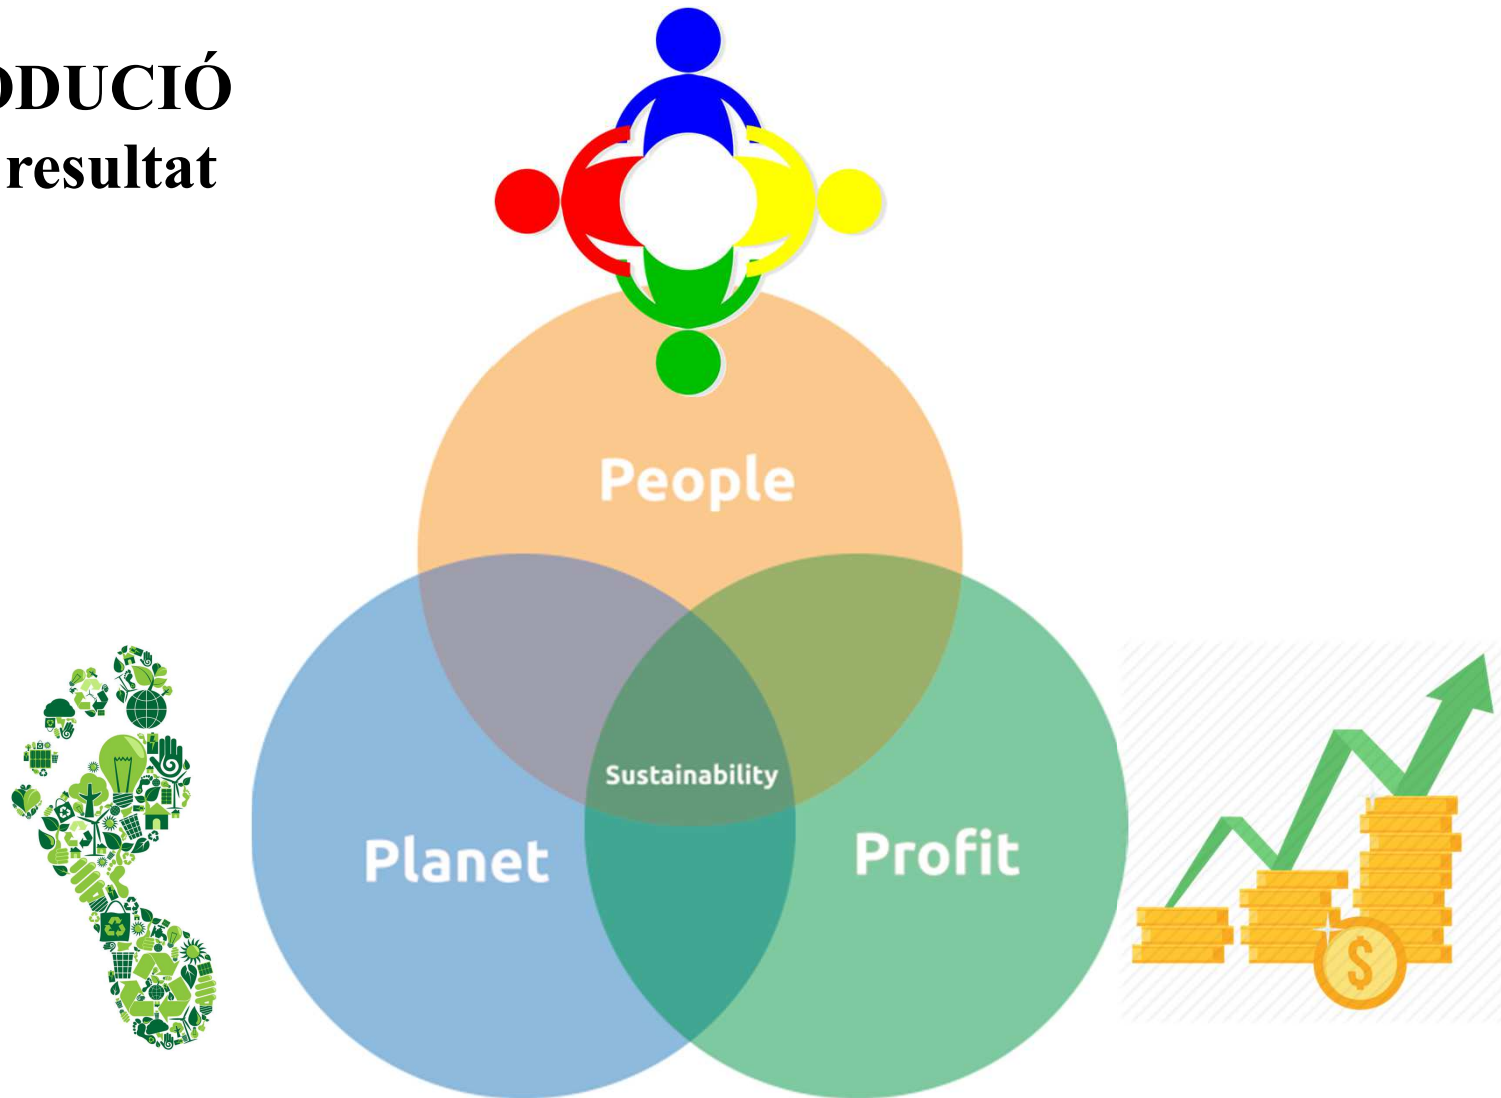 ODUCIÓ
resultat
People
Sustainability
Planet
Profit
$